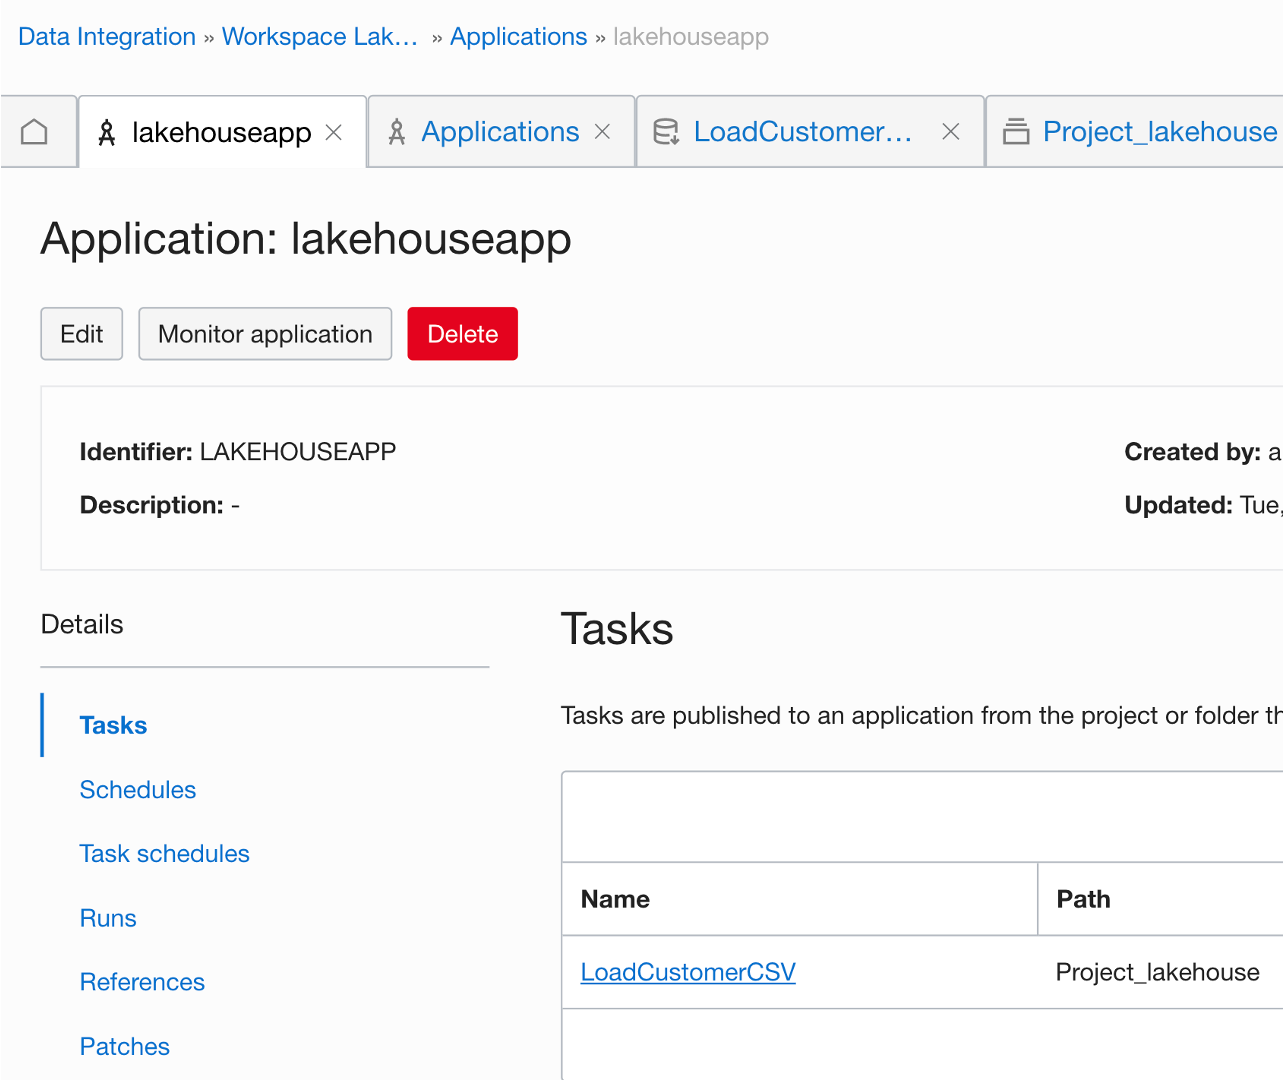 Data Integration » Workspace Lak... » Applications » lakehouseapp
lakehouseapp Applications LoadCustomer... Project_lakehouse
Application: lakehouseapp
Edit Monitor application Delete
Identifier: LAKEHOUSEAPP Created by: a
Description: - Updated: Tue,
Details
Tasks
Tasks are published to an application from the project or folder th
Tasks
Schedules
Task schedules
Runs
References
Patches
Name Path
LoadCustomerCSV Project_lakehouse